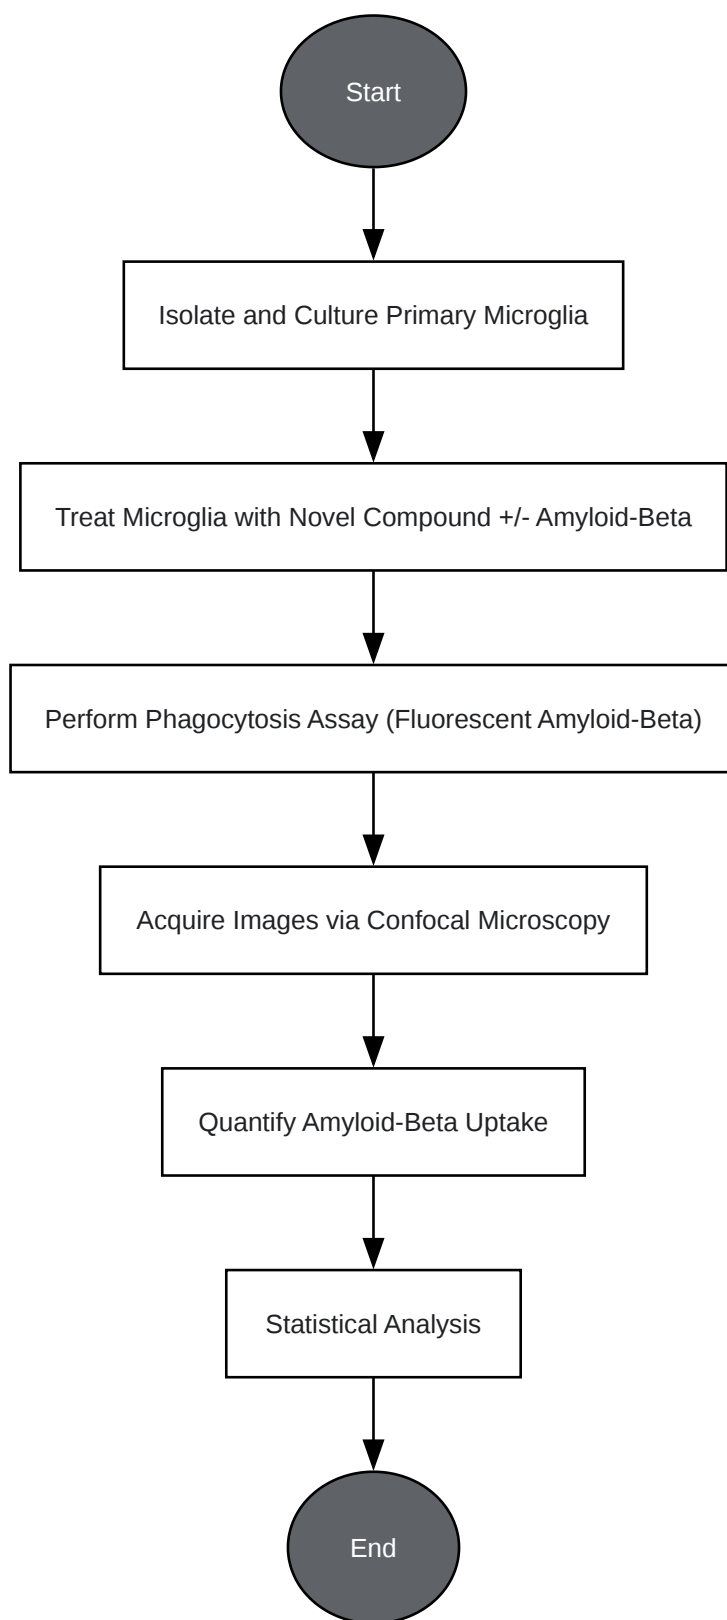 Start
Isolate and Culture Primary Microglia
Treat Microglia with Novel Compound +/- Amyloid-Beta
Perform Phagocytosis Assay (Fluorescent Amyloid-Beta)
Acquire Images via Confocal Microscopy
Quantify Amyloid-Beta Uptake
Statistical Analysis
End